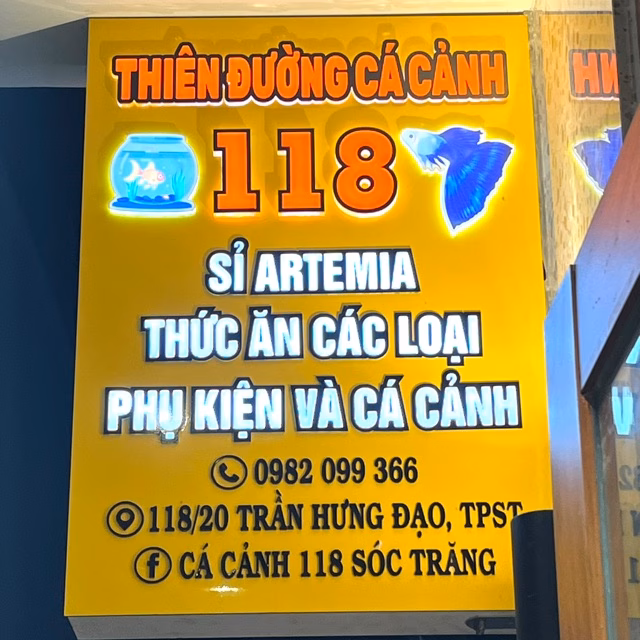 THIÊN ĐƯỜNG CÁ CẢNH
118
SỈ ARTEMIA
THỨC ĂN CÁC LOẠI
PHỤ KIỆN VÀ CÁ CẢNH
0982 099 366
118/20 TRẦN HƯNG ĐẠO, TPST
CÁ CẢNH 118 SÓC TRĂNG